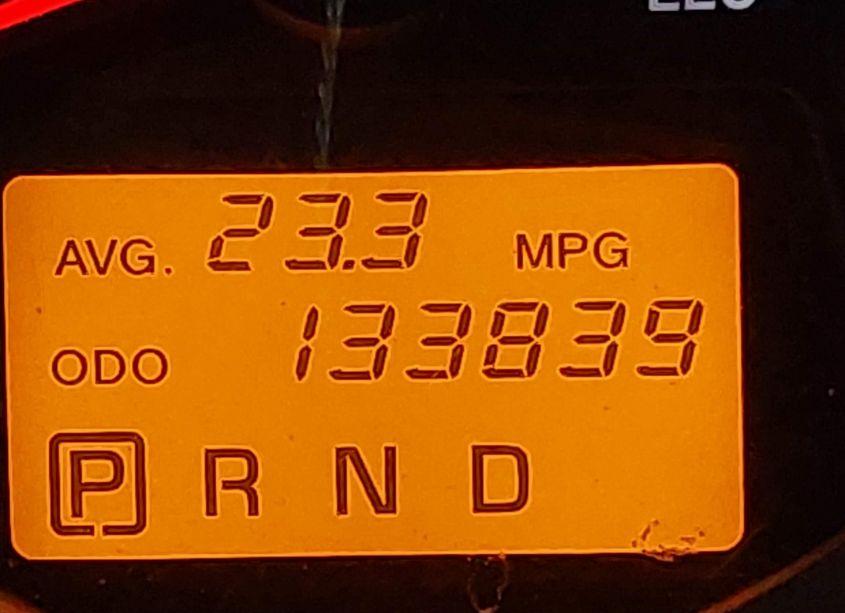 AVG. 23.3 MPG
ODO 133839
P R N D